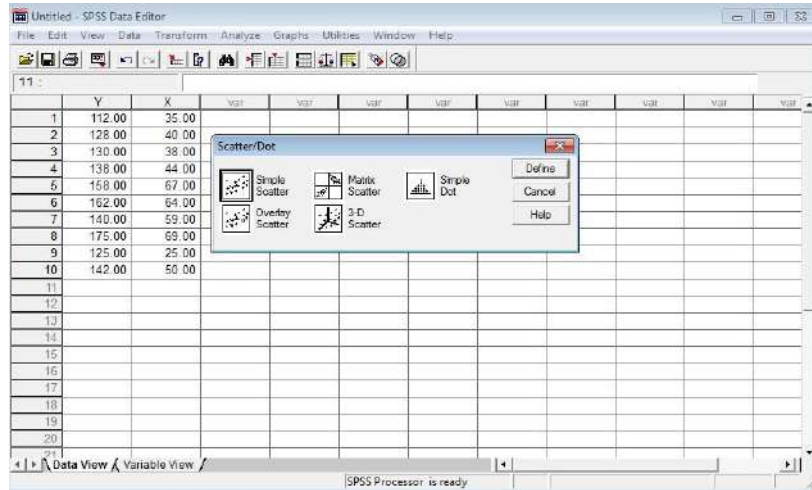 Untitled - SPSS Data Editor
File Edit View Data Transform Analyze Graphs Utilities Window Help
11 :
Y X var var var var var var var var var
1 112.00 35.00
2 128.00 40.00
3 130.00 38.00
4 138.00 44.00
5 158.00 67.00
6 162.00 64.00
7 140.00 59.00
8 175.00 69.00
9 125.00 25.00
10 142.00 50.00
11
12
13
14
15
16
17
18
19
20
21
Scatter/Dot
Simple Scatter
Matrix Scatter
Simple Dot
Overlay Scatter
3-D Scatter
Define
Cancel
Help
Data View Variable View
SPSS Processor is ready